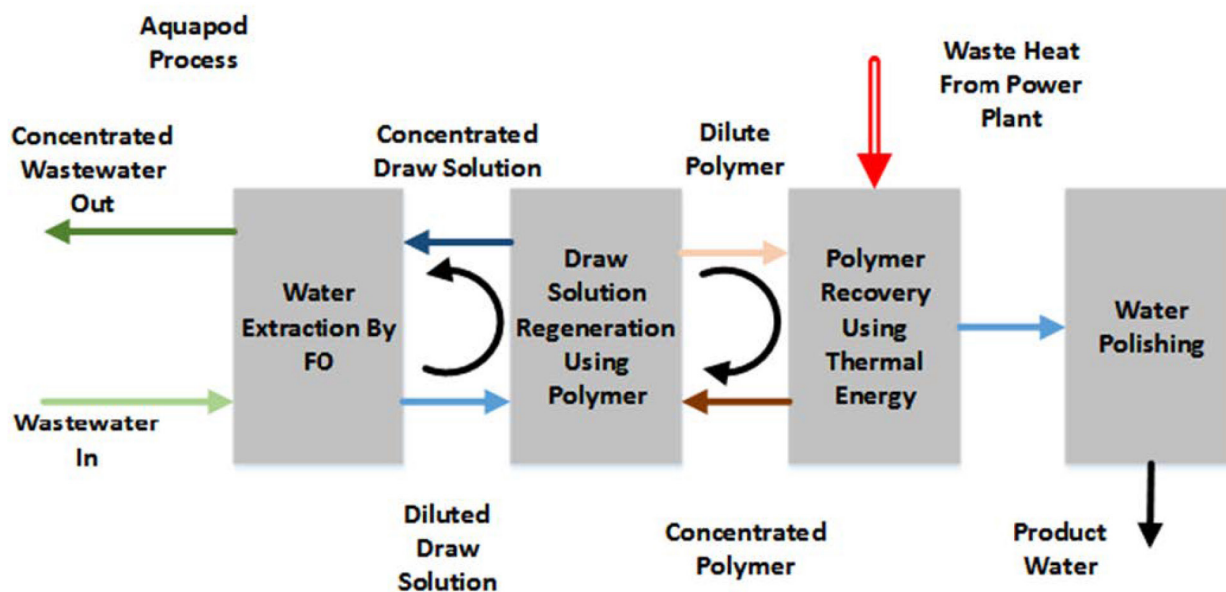 Aquapod
Process
Waste Heat
From Power
Plant
Concentrated
Wastewater
Out
Concentrated
Draw Solution
Dilute
Polymer
Water
Extraction By
FO
Draw
Solution
Regeneration
Using
Polymer
Polymer
Recovery
Using
Thermal
Energy
Water
Polishing
Wastewater
In
Diluted
Draw
Solution
Concentrated
Polymer
Product
Water